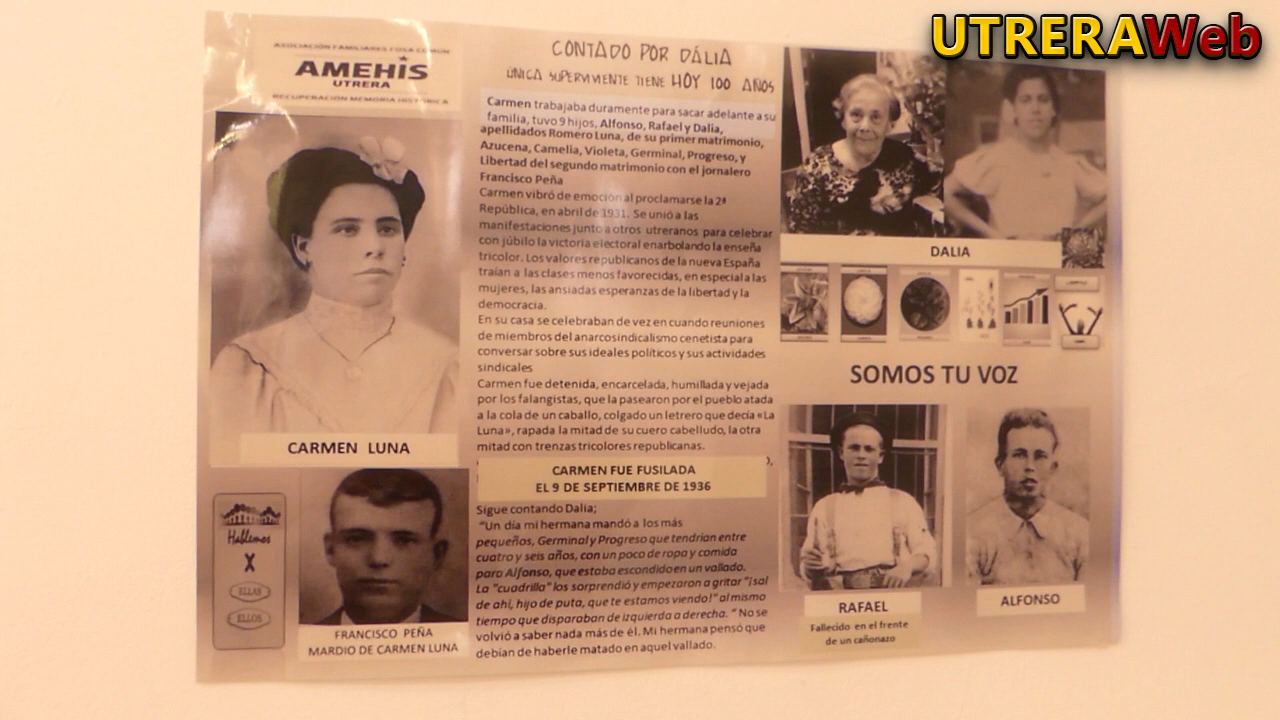 UTRERAWeb
ASOCIACIÓN FAMILIARES FOSA COMÚN
AMEHIS
UTRERA
RECUPERACIÓN MEMORIA HISTÓRICA
CARMEN LUNA
Hablemos
X
ELLAS
ELLOS
FRANCISCO PEÑA
MARDIO DE CARMEN LUNA
CONTADO POR DÁLIA
ÚNICA SUPERVIVIENTE TIENE HOY 100 AÑOS
Carmen trabajaba duramente para sacar adelante a su
familia, tuvo 9 hijos, Alfonso, Rafael y Dalia,
apellidados Romero Luna, de su primer matrimonio,
Azucena, Camelia, Violeta, Germinal, Progreso, y
Libertad del segundo matrimonio con el jornalero
Francisco Peña
Carmen vibró de emoción al proclamarse la 2ª
República, en abril de 1931. Se unió a las
manifestaciones junto a otros utreranos para celebrar
con júbilo la victoria electoral enarbolando la enseña
tricolor. Los valores republicanos de la nueva España
traían a las clases menos favorecidas, en especial a las
mujeres, las ansiadas esperanzas de la libertad y la
democracia.
En su casa se celebraban de vez en cuando reuniones
de miembros del anarcosindicalismo cenetista para
conversar sobre sus ideales políticos y sus actividades
sindicales
Carmen fue detenida, encarcelada, humillada y vejada
por los falangistas, que la pasearon por el pueblo atada
a la cola de un caballo, colgado un letrero que decía «La
Luna», rapada la mitad de su cuero cabelludo, la otra
mitad con trenzas tricolores republicanas.
CARMEN FUE FUSILADA
EL 9 DE SEPTIEMBRE DE 1936
Sigue contando Dalia;
"Un día mi hermana mandó a los más
pequeños, Germinal y Progreso que tendrían entre
cuatro y seis años, con un poco de ropa y comida
para Alfonso, que estaba escondido en un vallado.
La "cuadrilla" los sorprendió y empezaron a gritar "¡sal
de ahí, hijo de puta, que te estamos viendo!" al mismo
tiempo que disparaban de izquierda a derecha. " No se
volvió a saber nada más de él. Mi hermana pensó que
debían de haberle matado en aquel vallado.
DALIA
SOMOS TU VOZ
RAFAEL
Fallecido en el frente
de un cañonazo
ALFONSO